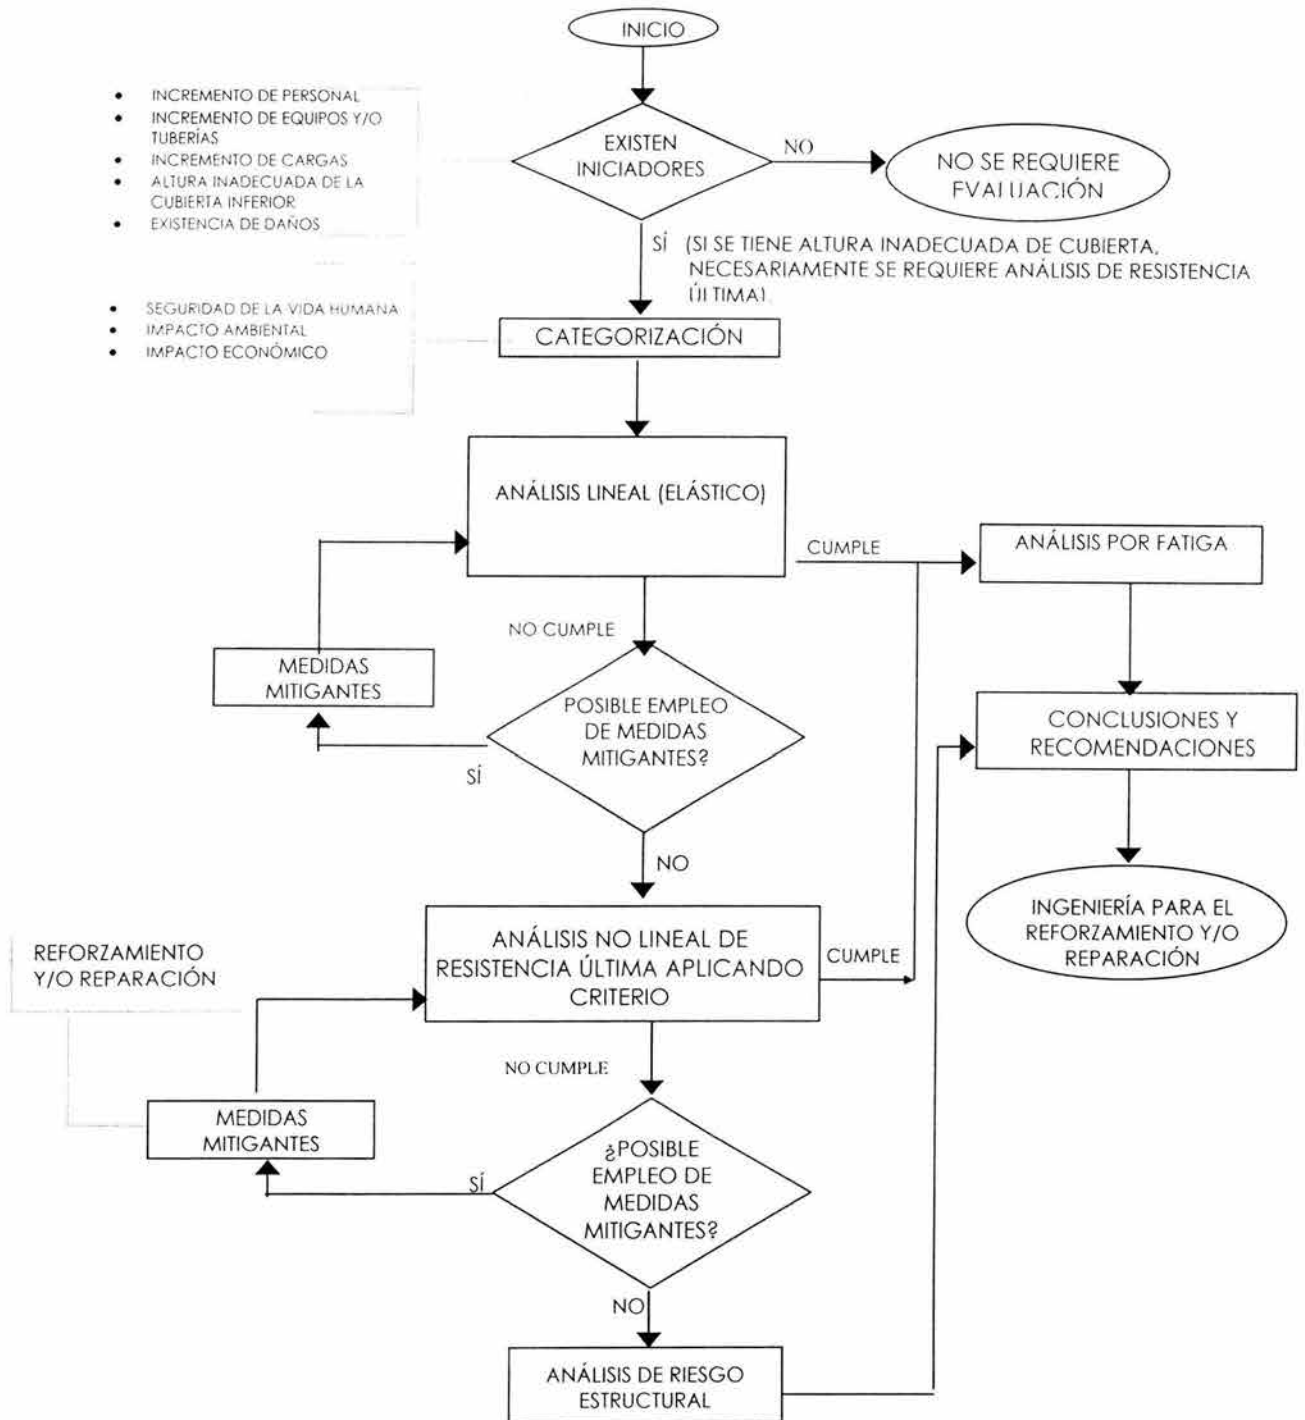 INICIO
• INCREMENTO DE PERSONAL
• INCREMENTO DE EQUIPOS Y/O
TUBERÍAS
• INCREMENTO DE CARGAS
• ALTURA INADECUADA DE LA
CUBIERTA INFERIOR
• EXISTENCIA DE DAÑOS
EXISTEN
INICIADORES
NO
NO SE REQUIERE
EVALUACIÓN
SÍ (SI SE TIENE ALTURA INADECUADA DE CUBIERTA,
NECESARIAMENTE SE REQUIERE ANÁLISIS DE RESISTENCIA
ÚLTIMA)
• SEGURIDAD DE LA VIDA HUMANA
• IMPACTO AMBIENTAL
• IMPACTO ECONÓMICO
CATEGORIZACIÓN
ANÁLISIS LINEAL (ELÁSTICO)
CUMPLE
ANÁLISIS POR FATIGA
NO CUMPLE
MEDIDAS
MITIGANTES
POSIBLE EMPLEO
DE MEDIDAS
MITIGANTES?
SÍ
CONCLUSIONES Y
RECOMENDACIONES
NO
INGENIERÍA PARA EL
REFORZAMIENTO Y/O
REPARACIÓN
REFORZAMIENTO
Y/O REPARACIÓN
ANÁLISIS NO LINEAL DE
RESISTENCIA ÚLTIMA APLICANDO
CRITERIO
CUMPLE
NO CUMPLE
MEDIDAS
MITIGANTES
¿POSIBLE
EMPLEO DE
MEDIDAS
MITIGANTES?
SÍ
NO
ANÁLISIS DE RIESGO
ESTRUCTURAL